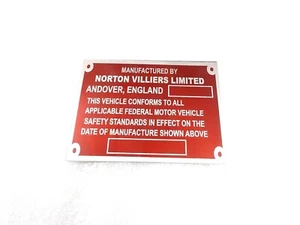 MANUFACTURED BY
NORTON VILLIERS LIMITED
ANDOVER, ENGLAND
THIS VEHICLE CONFORMS TO ALL
APPLICABLE FEDERAL MOTOR VEHICLE
SAFETY STANDARDS IN EFFECT ON THE
DATE OF MANUFACTURE SHOWN ABOVE